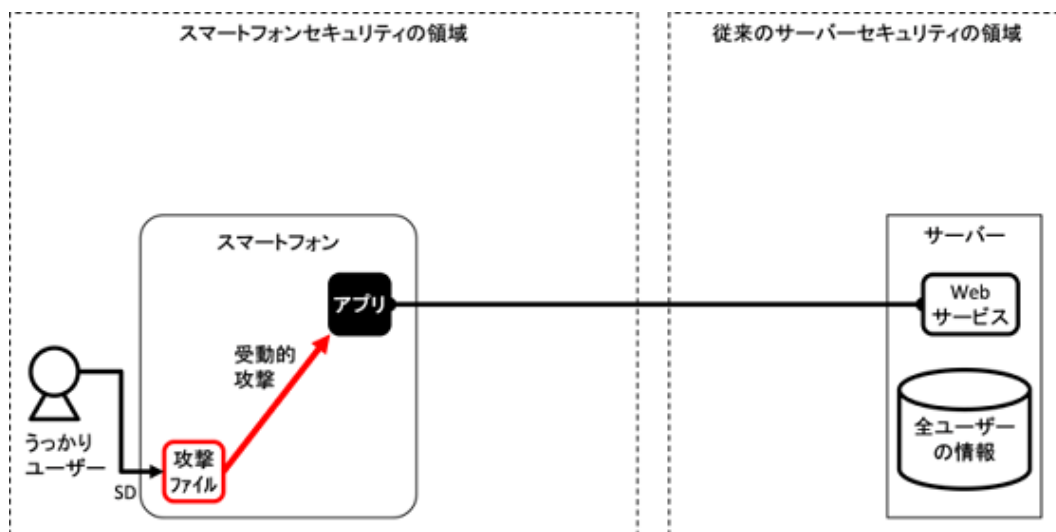 スマートフォンセキュリティの領域
従来のサーバーセキュリティの領域
スマートフォン
サーバー
アプリ
Web
サービス
受動的
攻撃
うっかり
ユーザー
SD
攻撃
ファイル
全ユーザー
の情報